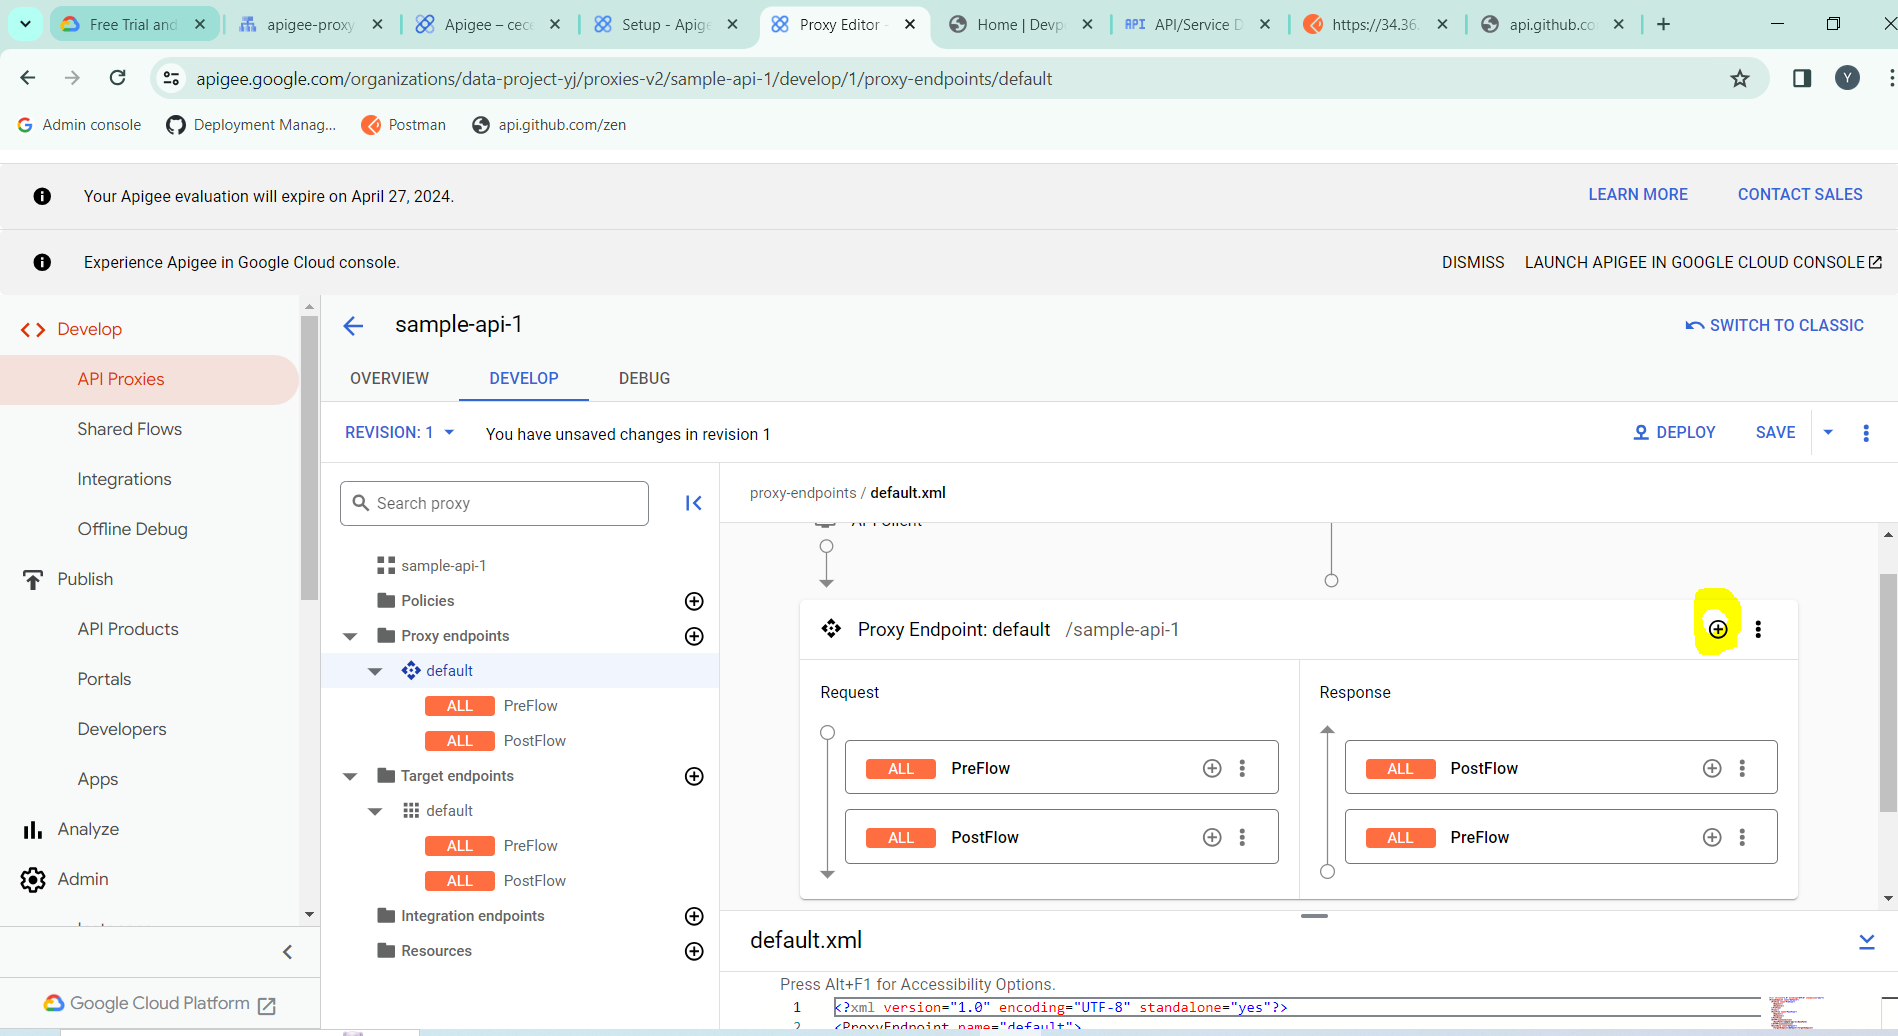 Free Trial and
apigee-proxy
Apigee – cece
Setup - Apige
Proxy Editor -
Home | Devp
API API/Service D
https://34.36.
api.github.co
apigee.google.com/organizations/data-project-yj/proxies-v2/sample-api-1/develop/1/proxy-endpoints/default
Y
Admin console
Deployment Manag...
Postman
api.github.com/zen
Your Apigee evaluation will expire on April 27, 2024.
LEARN MORE
CONTACT SALES
Experience Apigee in Google Cloud console.
DISMISS
LAUNCH APIGEE IN GOOGLE CLOUD CONSOLE
Develop
API Proxies
Shared Flows
Integrations
Offline Debug
Publish
API Products
Portals
Developers
Apps
Analyze
Admin
Google Cloud Platform
sample-api-1
SWITCH TO CLASSIC
OVERVIEW
DEVELOP
DEBUG
REVISION: 1
You have unsaved changes in revision 1
DEPLOY
SAVE
Search proxy
sample-api-1
Policies
Proxy endpoints
default
ALL PreFlow
ALL PostFlow
Target endpoints
default
ALL PreFlow
ALL PostFlow
Integration endpoints
Resources
proxy-endpoints / default.xml
API Client
Proxy Endpoint: default /sample-api-1
Request
ALL PreFlow
ALL PostFlow
Response
ALL PostFlow
ALL PreFlow
default.xml
Press Alt+F1 for Accessibility Options.
1 <?xml version="1.0" encoding="UTF-8" standalone="yes"?>
2 <ProxyEndpoint name="default">